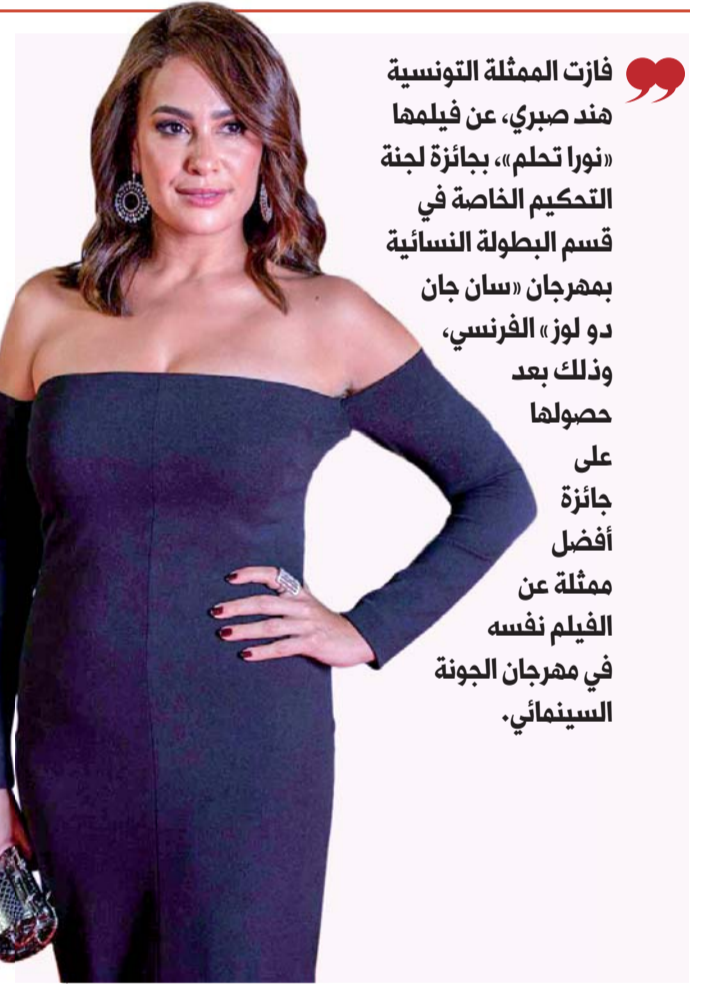 فازت الممثلة التونسية
هند صبري، عن فيلمها
«نورا تحلم»، بجائزة لجنة
التحكيم الخاصة في
قسم البطولة النسائية
بمهرجان «سان جان
دو لوز» الفرنسي،
وذلك بعد
حصولها
على
جائزة
أفضل
ممثلة عن
الفيلم نفسه
في مهرجان الجونة
السينمائي.